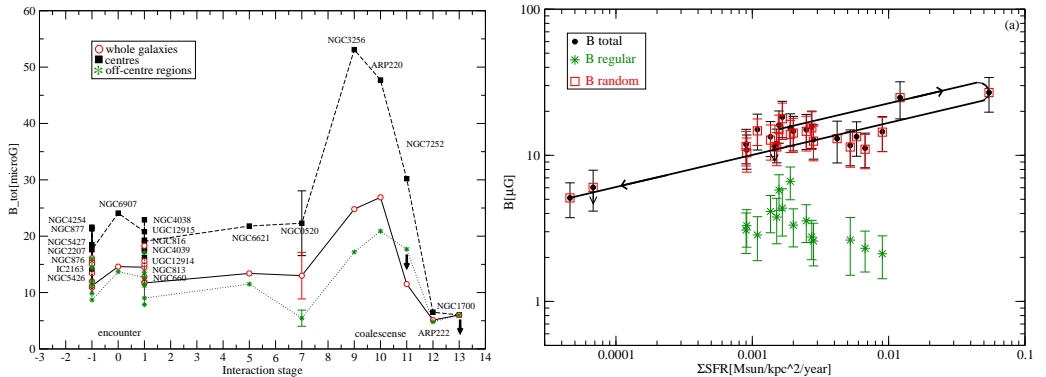 B_tot[microG]
60
50
40
30
20
10
0
whole galaxies
centres
off-centre regions
NGC3256
ARP220
NGC7252
NGC6907
NGC4254
NGC877
NGC5427
NGC2207
NGC876
IC2163
NGC5426
NGC4038
UGC12915
NGC816
NGC4039
UGC12914
NGC813
NGC660
NGC6621
NGC0520
NGC1700
ARP222
encounter
coalescense
-3 -2 -1 0 1 2 3 4 5 6 7 8 9 10 11 12 13 14
Interaction stage
(a)
B[µG]
100
10
1
B total
B regular
B random
0.0001 0.001 0.01 0.1
ΣSFR[Msun/kpc^2/year]